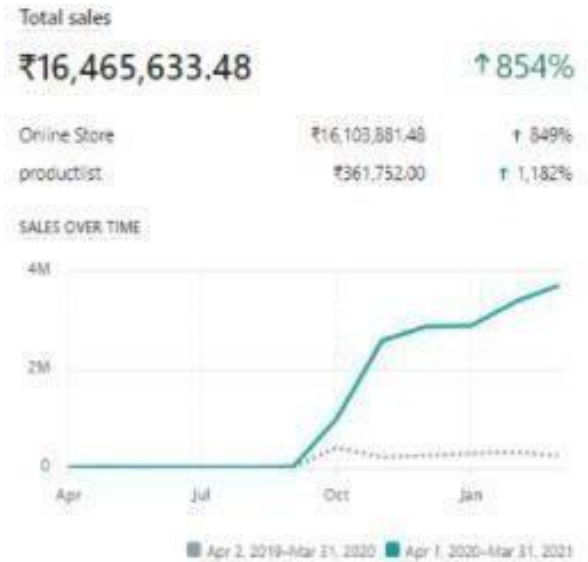 Total sales
₹16,465,633.48 ↑854%
Online Store ₹16,103,881.48 ↑ 849%
productlist ₹361,752.00 ↑ 1,182%
SALES OVER TIME
4M
2M
0
Apr Jul Oct Jan
Apr 2, 2019–Mar 31, 2020 Apr 1, 2020–Mar 31, 2021